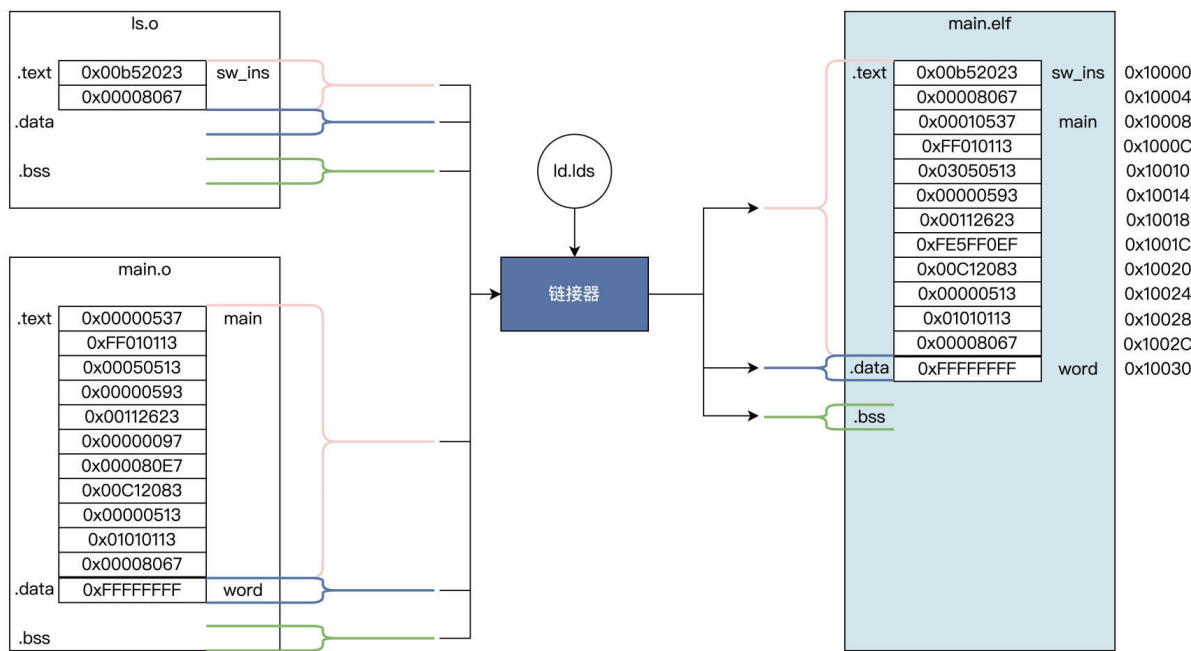 ls.o
.text 0x00b52023 sw_ins
0x00008067
.data
.bss
main.o
.text 0x00000537 main
0xFF010113
0x00050513
0x00000593
0x00112623
0x00000097
0x000080E7
0x00C12083
0x00000513
0x01010113
0x00008067
.data 0xFFFFFFFF word
.bss
ld.lds
链接器
main.elf
.text 0x00b52023 sw_ins 0x10000
0x00008067 0x10004
0x00010537 main 0x10008
0xFF010113 0x1000C
0x03050513 0x10010
0x00000593 0x10014
0x00112623 0x10018
0xFE5FF0EF 0x1001C
0x00C12083 0x10020
0x00000513 0x10024
0x01010113 0x10028
0x00008067 0x1002C
.data 0xFFFFFFFF word 0x10030
.bss